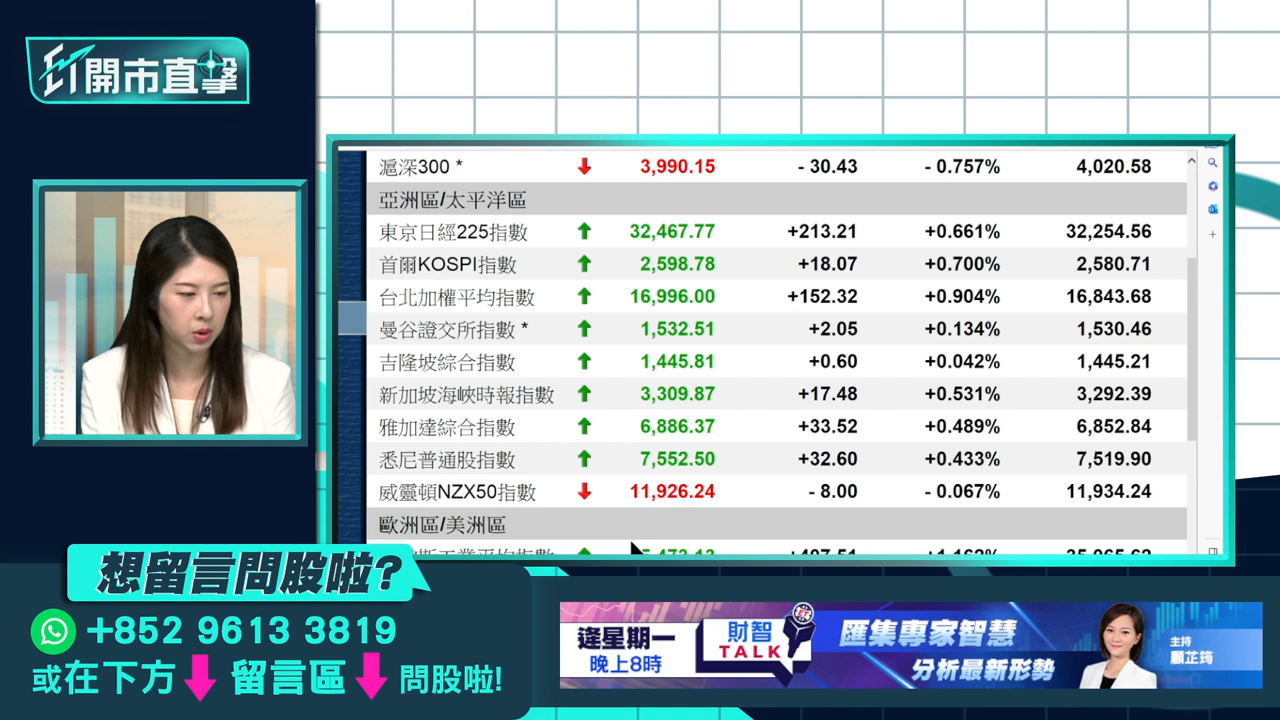 ET開市直擊
滬深300 * 3,990.15 - 30.43 - 0.757% 4,020.58
亞洲區/太平洋區
東京日經225指數 32,467.77 +213.21 +0.661% 32,254.56
首爾KOSPI指數 2,598.78 +18.07 +0.700% 2,580.71
台北加權平均指數 16,996.00 +152.32 +0.904% 16,843.68
曼谷證交所指數 * 1,532.51 +2.05 +0.134% 1,530.46
吉隆坡綜合指數 1,445.81 +0.60 +0.042% 1,445.21
新加坡海峽時報指數 3,309.87 +17.48 +0.531% 3,292.39
雅加達綜合指數 6,886.37 +33.52 +0.489% 6,852.84
悉尼普通股指數 7,552.50 +32.60 +0.433% 7,519.90
威靈頓NZX50指數 11,926.24 - 8.00 - 0.067% 11,934.24
歐洲區/美洲區
想留言問股啦?
+852 9613 3819
或在下方 留言區 問股啦!
逢星期一
晚上8時
財智
TALK
匯集專家智慧
分析最新形勢
主持
顧芷筠